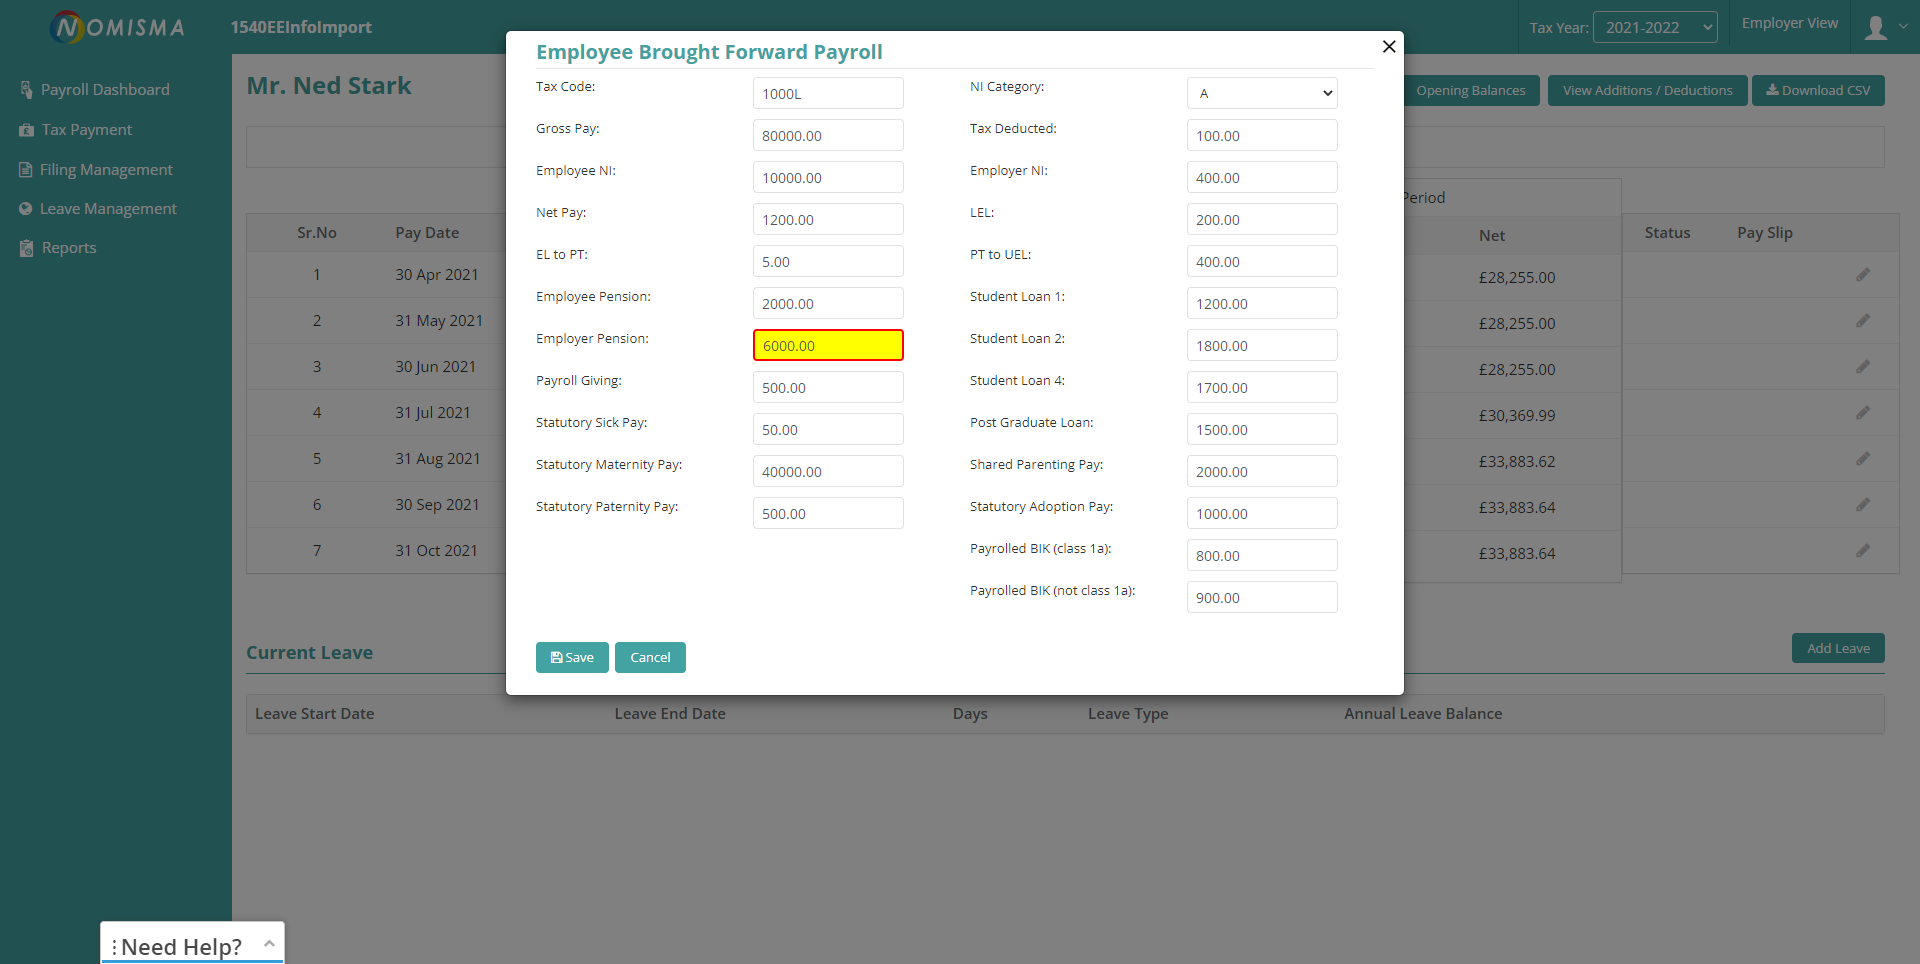 NOMISMA
1540EEInfoImport
Tax Year: 2021-2022
Employer View
Payroll Dashboard
Tax Payment
Filing Management
Leave Management
Reports
Mr. Ned Stark
Opening Balances
View Additions / Deductions
Download CSV
Employee Brought Forward Payroll
Tax Code: 1000L NI Category: A
Gross Pay: 80000.00 Tax Deducted: 100.00
Employee NI: 10000.00 Employer NI: 400.00
Net Pay: 1200.00 LEL: 200.00
EL to PT: 5.00 PT to UEL: 400.00
Employee Pension: 2000.00 Student Loan 1: 1200.00
Employer Pension: 6000.00 Student Loan 2: 1800.00
Payroll Giving: 500.00 Student Loan 4: 1700.00
Statutory Sick Pay: 50.00 Post Graduate Loan: 1500.00
Statutory Maternity Pay: 40000.00 Shared Parenting Pay: 2000.00
Statutory Paternity Pay: 500.00 Statutory Adoption Pay: 1000.00
Payrolled BIK (class 1a): 800.00
Payrolled BIK (not class 1a): 900.00
Save Cancel
Period
Sr.No Pay Date Net Status Pay Slip
1 30 Apr 2021 £28,255.00
2 31 May 2021 £28,255.00
3 30 Jun 2021 £28,255.00
4 31 Jul 2021 £30,369.99
5 31 Aug 2021 £33,883.62
6 30 Sep 2021 £33,883.64
7 31 Oct 2021 £33,883.64
Current Leave
Add Leave
Leave Start Date Leave End Date Days Leave Type Annual Leave Balance
Need Help?